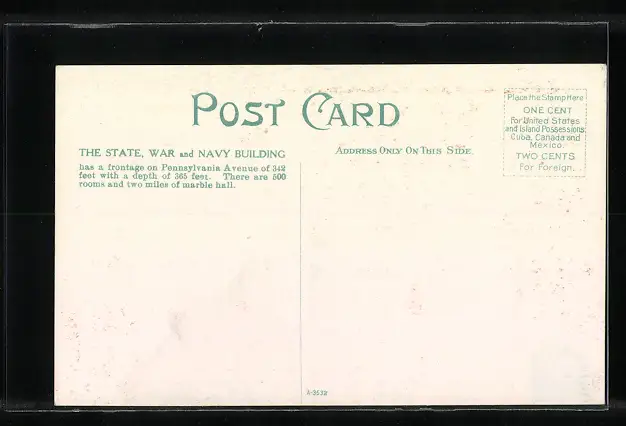 POST CARD
THE STATE, WAR and NAVY BUILDING
has a frontage on Pennsylvania Avenue of 342
feet with a depth of 565 feet. There are 500
rooms and two miles of marble hall.
ADDRESS ONLY ON THIS SIDE.
Place the Stamp Here
ONE CENT
For United States
and Island Possessions,
Cuba, Canada and
Mexico.
TWO CENTS
For Foreign.
A-3532